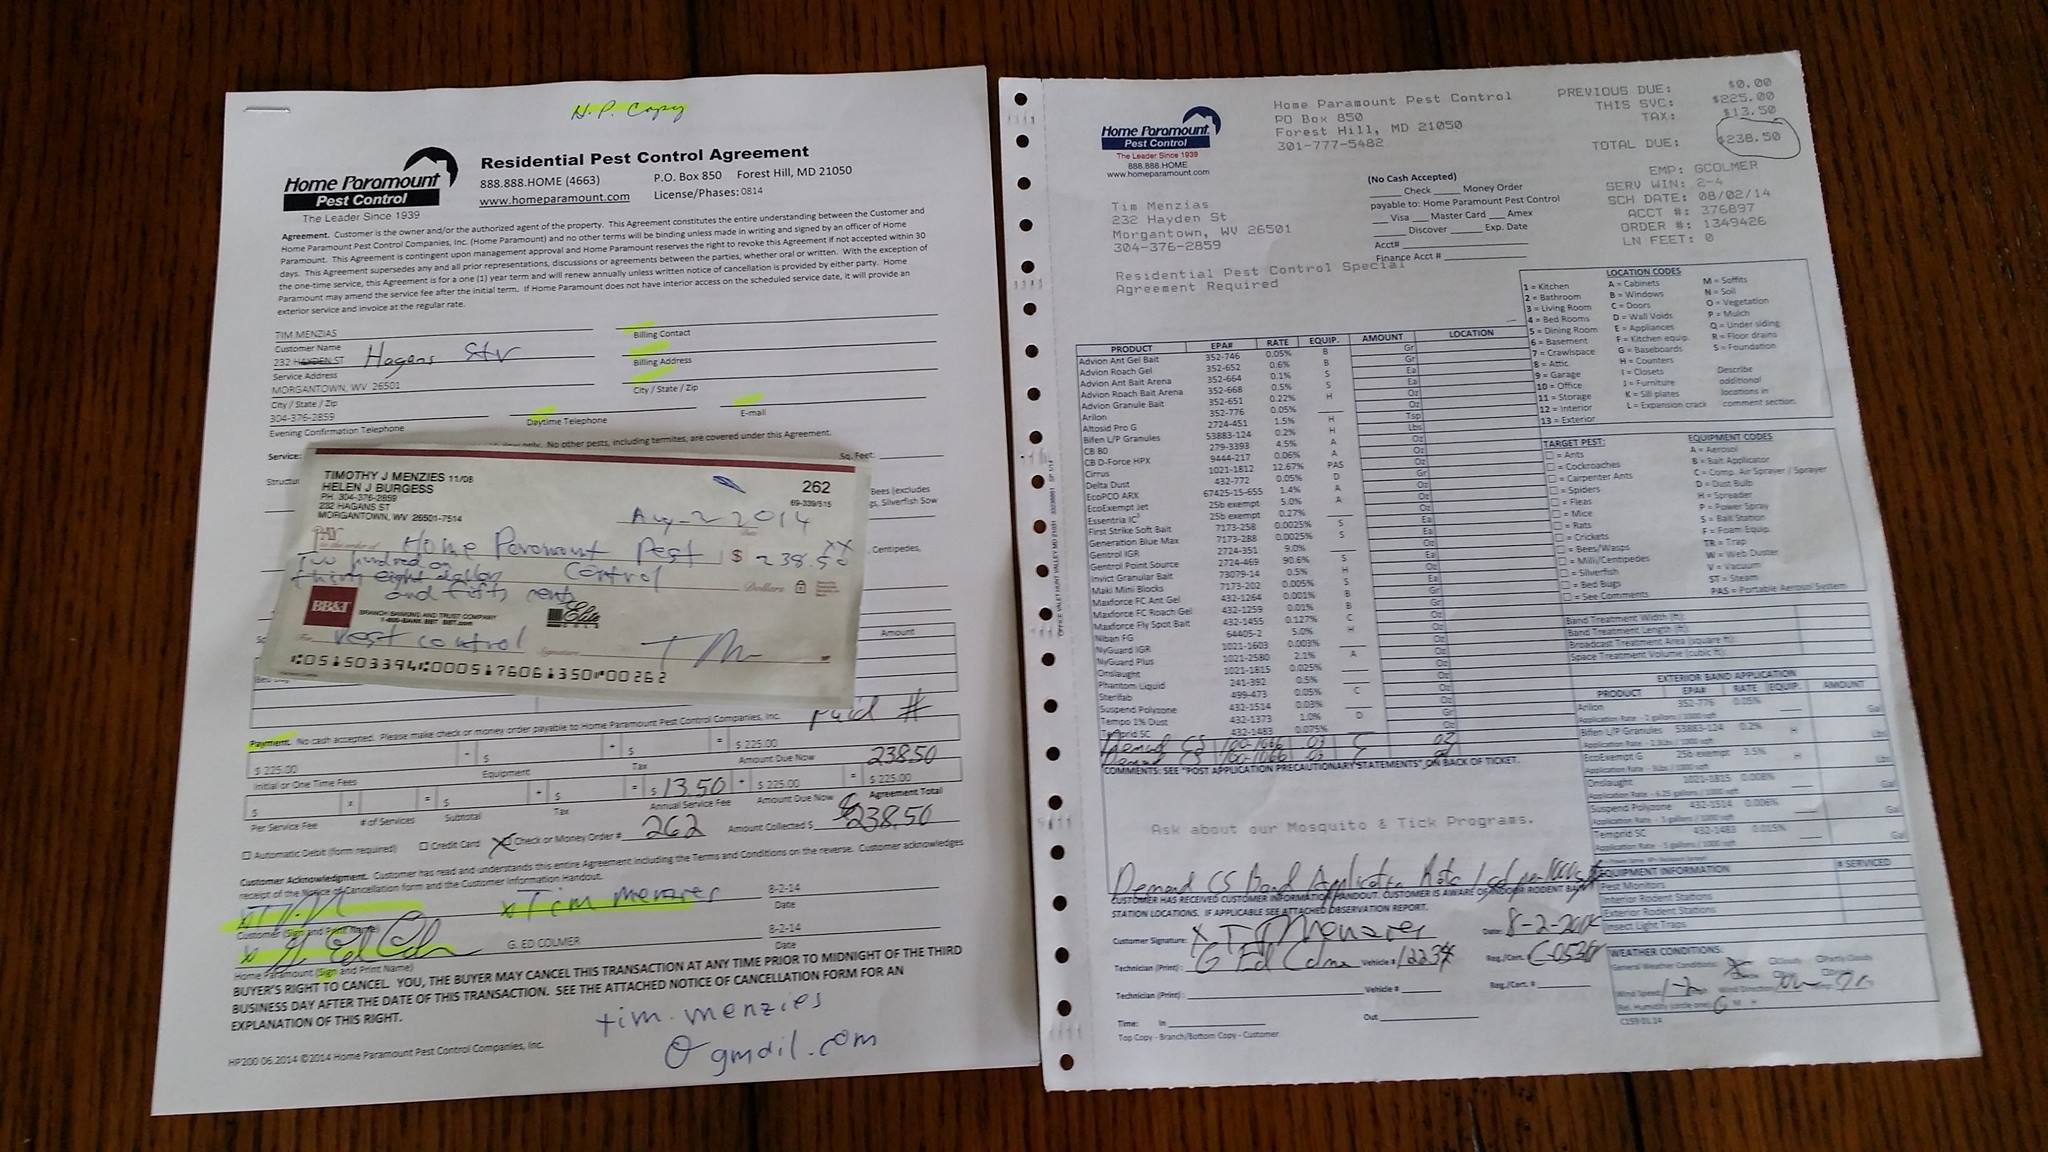 H.P. Copy
Home Paramount
Pest Control
The Leader Since 1939
Residential Pest Control Agreement
888.888.HOME (4663) P.O. Box 850 Forest Hill, MD 21050
www.homeparamount.com License/Phases: 0814
Agreement. Customer is the owner and/or the authorized agent of the property. This Agreement constitutes the entire understanding between the Customer and
Home Paramount Pest Control Companies, Inc. (Home Paramount) and no other terms will be binding unless made in writing and signed by an officer of Home
Paramount. This Agreement is contingent upon management approval and Home Paramount reserves the right to revoke this Agreement if not accepted within 30
days. This Agreement supersedes any and all prior representations, discussions or agreements between the parties, whether oral or written. With the exception of
the one-time service, this Agreement is for a one (1) year term and will renew annually unless written notice of cancellation is provided by either party. Home
Paramount may amend the service fee after the initial term. If Home Paramount does not have interior access on the scheduled service date, it will provide an
exterior service and invoice at the regular rate.
TIM MENZIAS
Customer Name Billing Contact
232 HAYDEN ST Hagans Str
Service Address Billing Address
MORGANTOWN, WV 26501
City / State / Zip City / State / Zip
304-376-2859
Evening Confirmation Telephone Daytime Telephone E-mail
only. No other pests, including termites, are covered under this Agreement.
Service: Sq. Feet:
Bees (excludes
Silverfish Sow
Centipedes,
Amount
TIMOTHY J MENZIES 11/08
HELEN J BURGESS
PH 304-376-2859
232 HAGANS ST
MORGANTOWN, WV 26501-7514
262
69-339/515
Aug-2 2014
PAY to the order of Home Paramount Pest Control $ 238.50
Two hundred on
thirty eight dollars
and fifty cents Dollars
BB&T
BRANCH BANKING AND TRUST COMPANY
1-800-BANK BBT BBT.com
Elite
GOLD
For Pest control
051503394 0005176061350 00262
Paid #
Payment. No cash accepted. Please make check or money order payable to Home Paramount Pest Control Companies, Inc.
$ 225.00 + $ + $ = $ 225.00 238.50
Initial or One Time Fees Equipment Tax Amount Due Now
$ = = $ + $ = $ 13.50 + $ 225.00 = $ 225.00
Per Service Fee # of Services Subtotal Tax Annual Service Fee Amount Due Now Agreement Total
Automatic Debit (form required) Credit Card X Check or Money Order # 262 Amount Collected $ $238.50
Customer Acknowledgment. Customer has read and understands this entire Agreement including the Terms and Conditions on the reverse. Customer acknowledges
receipt of the Notice of Cancellation form and the Customer Information Handout.
x Tim Menzies 8-2-14
Customer (Sign and Print Name) Date
x G. Ed Colmer G. ED COLMER 8-2-14
Home Paramount (Sign and Print Name) Date
BUYER'S RIGHT TO CANCEL. YOU, THE BUYER MAY CANCEL THIS TRANSACTION AT ANY TIME PRIOR TO MIDNIGHT OF THE THIRD
BUSINESS DAY AFTER THE DATE OF THIS TRANSACTION. SEE THE ATTACHED NOTICE OF CANCELLATION FORM FOR AN
EXPLANATION OF THIS RIGHT.
tim.menzies
@gmail.com
HP200 06.2014 ©2014 Home Paramount Pest Control Companies, Inc.
Home Paramount
Pest Control
The Leader Since 1939
888.888.HOME
www.homeparamount.com
Home Paramount Pest Control
PO Box 850
Forest Hill, MD 21050
301-777-5482
PREVIOUS DUE: $0.00
THIS SVC: $225.00
TAX: $13.50
TOTAL DUE: $238.50
EMP: GCOLMER
SERV WIN: 2-4
SCH DATE: 08/02/14
ACCT #: 376897
ORDER #: 1349426
LN FEET: 0
Tim Menzias
232 Hayden St
Morgantown, WV 26501
304-376-2859
(No Cash Accepted)
Check Money Order
payable to: Home Paramount Pest Control
Visa Master Card Amex
Discover Exp. Date
Acct#
Finance Acct #
Residential Pest Control Special
Agreement Required
LOCATION CODES
1 = Kitchen A = Cabinets M = Soffits
2 = Bathroom B = Windows N = Soil
3 = Living Room C = Doors O = Vegetation
4 = Bed Rooms D = Wall Voids P = Mulch
5 = Dining Room E = Appliances Q = Under siding
6 = Basement F = Kitchen equip. R = Floor drains
7 = Crawlspace G = Baseboards S = Foundation
8 = Attic H = Counters
9 = Garage I = Closets Describe
10 = Office J = Furniture additional
11 = Storage K = Sill plates locations in
12 = Interior L = Expansion crack comment section.
13 = Exterior
PRODUCT EPA# RATE EQUIP. AMOUNT LOCATION
Advion Ant Gel Bait 352-746 0.05% B Gr
Advion Roach Gel 352-652 0.6% B Gr
Advion Ant Bait Arena 352-664 0.1% S Ea
Advion Roach Bait Arena 352-668 0.5% S Ea
Advion Granule Bait 352-651 0.22% H Oz
Arilon 352-776 0.05% Oz
Altosid Pro G 2724-451 1.5% H Tsp
Bifen L/P Granules 53883-124 0.2% H Lbs
CB 80 279-3393 4.5% A Oz
CB D-Force HPX 9444-217 0.06% A Oz
Cirrus 1021-1812 12.67% PAS Oz
Delta Dust 432-772 0.05% D Gr
EcoPCO ARX 67425-15-655 1.4% A Oz
EcoExempt Jet 25b exempt 5.0% A Oz
Essentria IC³ 25b exempt 0.27% Oz
First Strike Soft Bait 7173-258 0.0025% S Ea
Generation Blue Max 7173-288 0.0025% S Ea
Gentrol IGR 2724-351 9.0% Oz
Gentrol Point Source 2724-469 90.6% S Ea
Invict Granular Bait 73079-14 0.5% H Oz
Maki Mini Blocks 7173-202 0.005% S Ea
Maxforce FC Ant Gel 432-1264 0.001% B Gr
Maxforce FC Roach Gel 432-1259 0.01% B Gr
Maxforce Fly Spot Bait 432-1455 0.127% C Oz
Niban FG 64405-2 5.0% H Oz
NyGuard IGR 1021-1603 0.003% Oz
NyGuard Plus 1021-2580 2.1% A Oz
Onslaught 1021-1815 0.025% Oz
Phantom Liquid 241-392 0.5% Oz
Sterifab 499-473 0.05% C Oz
Suspend Polyzone 432-1514 0.03% Oz
Tempo 1% Dust 432-1373 1.0% D Gr
Temprid SC 432-1483 0.075% Oz
Demand CS
Demand CS
TARGET PEST:
= Ants
= Cockroaches
= Carpenter Ants
= Spiders
= Fleas
= Mice
= Rats
= Crickets
= Bees/Wasps
= Milli/Centipedes
= Silverfish
= Bed Bugs
= See Comments
EQUIPMENT CODES
A = Aerosol
B = Bait Applicator
C = Comp. Air Sprayer / Sprayer
D = Dust Bulb
H = Spreader
P = Power Spray
S = Bait Station
F = Foam Equip.
TR = Trap
W = Web Duster
V = Vacuum
ST = Steam
PAS = Portable Aerosol System
Band Treatment Width (ft):
Band Treatment Length (ft):
Broadcast Treatment Area (square ft):
Space Treatment Volume (cubic ft):
EXTERIOR BAND APPLICATION
PRODUCT EPA# RATE EQUIP. AMOUNT
Arilon 352-776 0.05% Gal
Application Rate - 2 gallons / 1000 sqft
Bifen L/P Granules 53883-124 0.2% H Lbs
EcoExempt G 25b exempt 3.5% H Lbs
Onslaught 1021-1815 0.008% Gal
Suspend Polyzone 432-1514 0.006% Gal
Temprid SC 432-1483 0.015% Gal
COMMENTS: SEE "POST APPLICATION PRECAUTIONARY STATEMENTS" ON BACK OF TICKET.
Ask about our Mosquito & Tick Programs.
Demand CS Band Application
CUSTOMER HAS RECEIVED CUSTOMER INFORMATION HANDOUT. CUSTOMER IS AWARE OF INDOOR RODENT BAIT
STATION LOCATIONS. IF APPLICABLE SEE ATTACHED OBSERVATION REPORT.
Customer Signature: x T Menzies Date: 8-2-2014
Technician (Print): G Ed Colmer Vehicle # Reg./Cert.
Technician (Print): Vehicle # Reg./Cert. #
Time: In Out
Top Copy - Branch/Bottom Copy - Customer
EQUIPMENT INFORMATION # SERVICED
Pest Monitors
Interior Rodent Stations
Exterior Rodent Stations
Insect Light Traps
WEATHER CONDITIONS:
General Weather Conditions: Cloudy Partly Cloudy
Wind Speed 1-2 Wind Direction
Rel. Humidity (circle one) L M H
C159 01.14